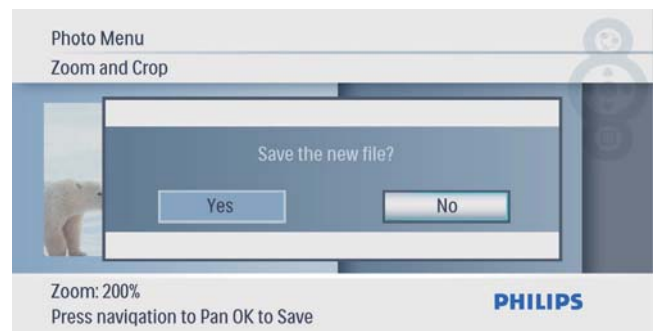 Photo Menu
Zoom and Crop
Save the new file?
Yes No
Zoom: 200%
Press navigation to Pan OK to Save
PHILIPS